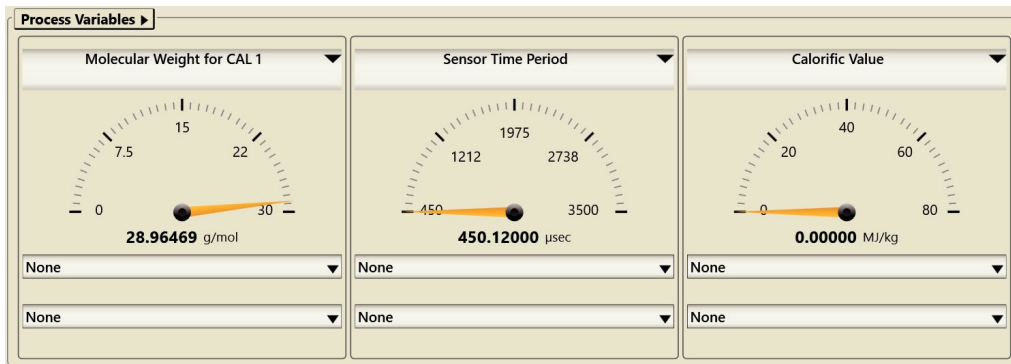 Process Variables
Molecular Weight for CAL 1
15
7.5
22
0
30
28.96469 g/mol
None
None
Sensor Time Period
1975
1212
2738
450
3500
450.12000 µsec
None
None
Calorific Value
40
20
60
0
80
0.00000 MJ/kg
None
None